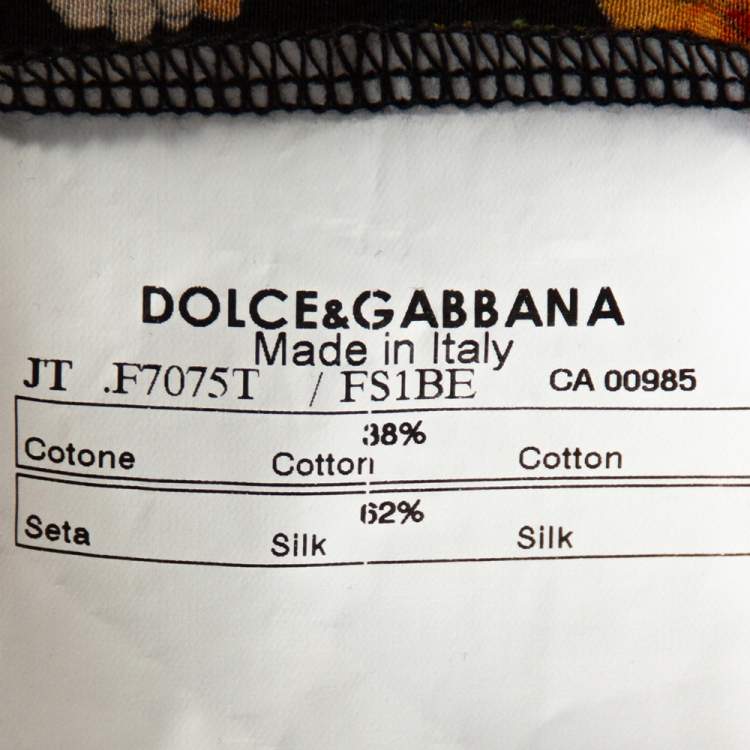 DOLCE&GABBANA
Made in Italy
JT .F7075T / FS1BE CA 00985
38%
Cotone Cotton Cotton
62%
Seta Silk Silk